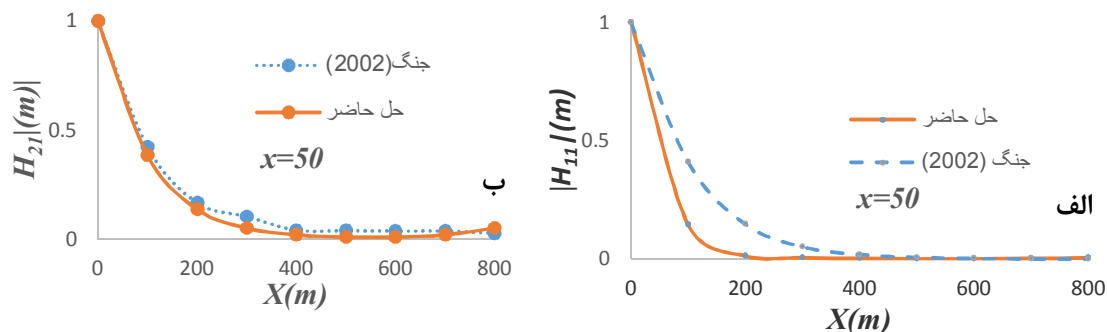 1
0.5
0
|H₂₁|(m)
جنگ(2002)
حل حاضر
x=50
ب
0 200 400 600 800
X(m)
1
0.5
0
|H₁₁|(m)
حل حاضر
جنگ (2002)
x=50
الف
0 200 400 600 800
X(m)